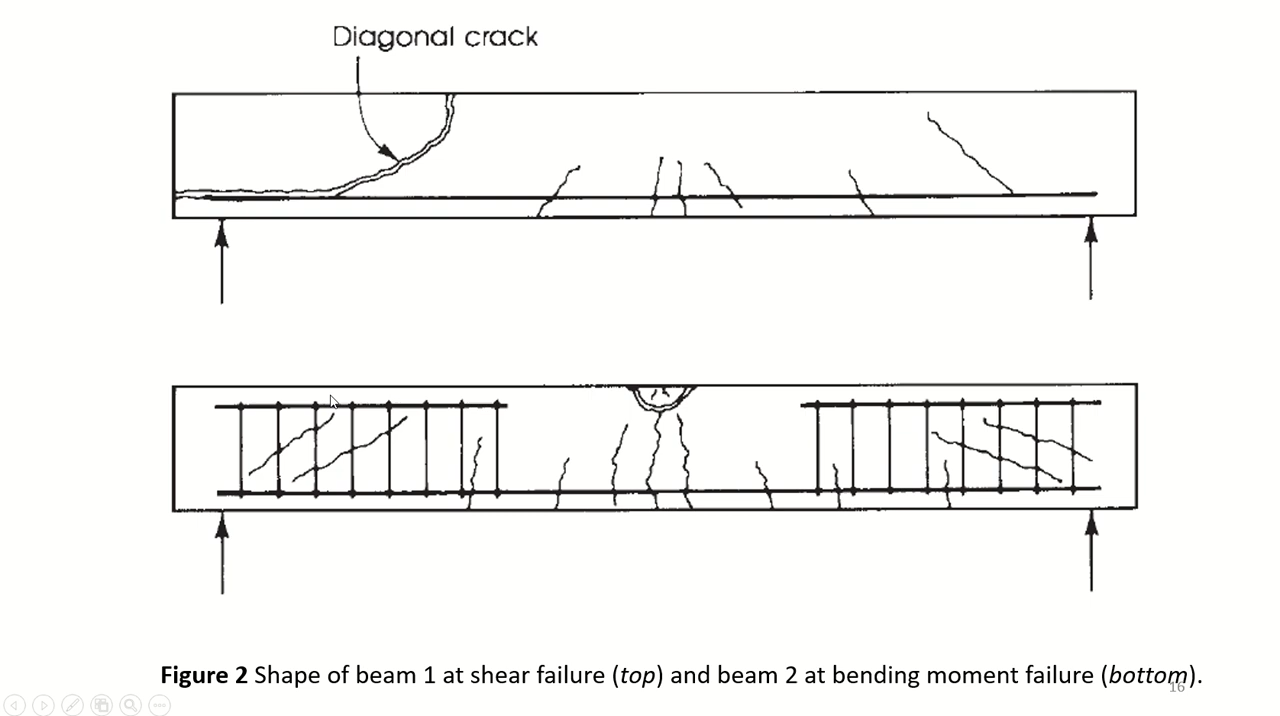 Diagonal crack
Figure 2 Shape of beam 1 at shear failure (top) and beam 2 at bending moment failure (bottom).
16